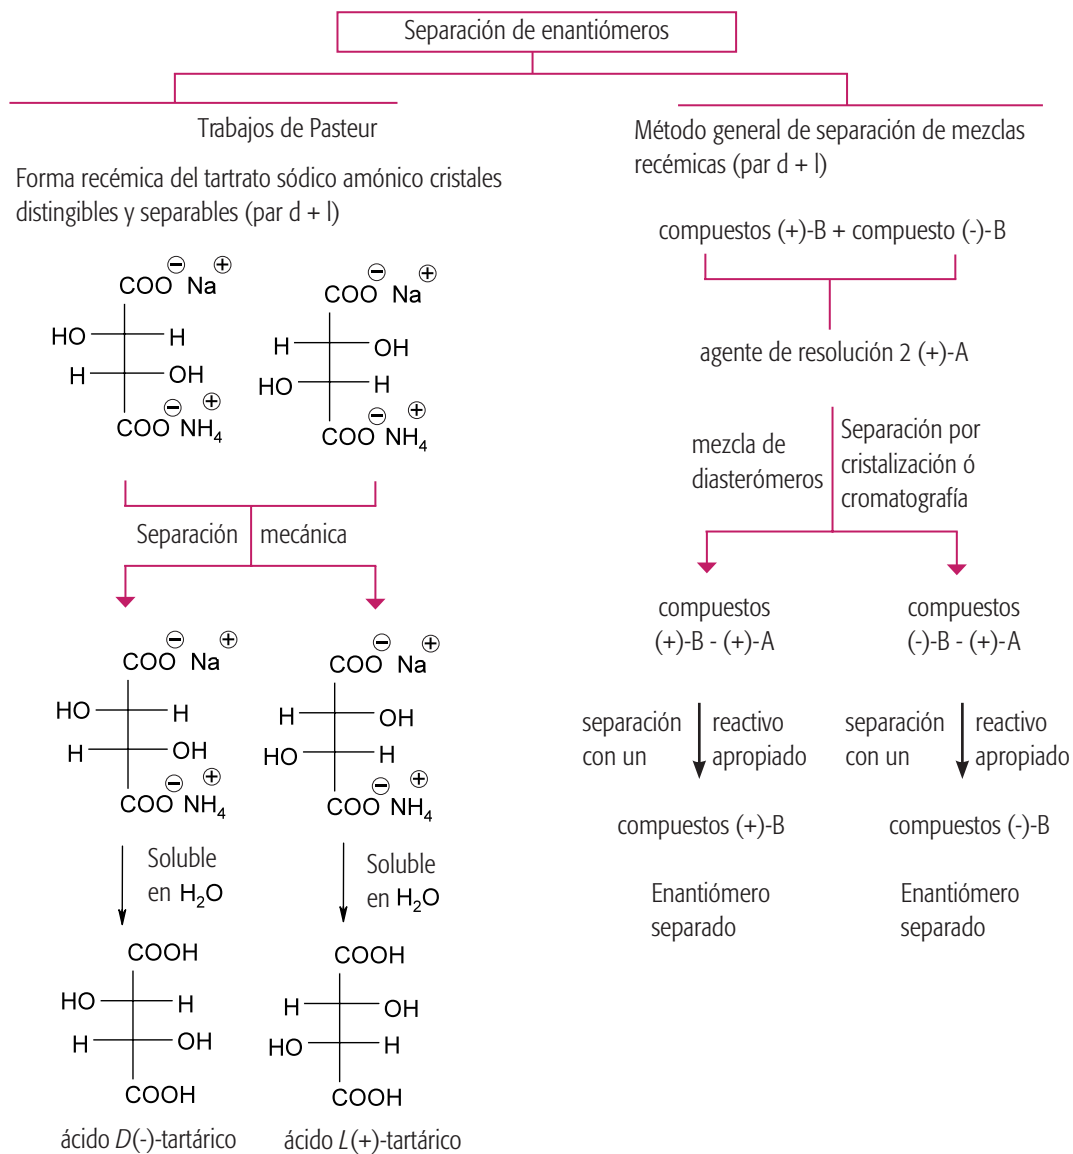 Separación de enantiómeros
Trabajos de Pasteur
Forma recémica del tartrato sódico amónico cristales
distingibles y separables (par d + l)
COO⊖ Na⊕
HO H
H OH
COO⊖ NH₄⊕
COO⊖ Na⊕
H OH
HO H
COO⊖ NH₄⊕
Separación mecánica
COO⊖ Na⊕
HO H
H OH
COO⊖ NH₄⊕
COO⊖ Na⊕
H OH
HO H
COO⊖ NH₄⊕
Soluble
en H₂O
Soluble
en H₂O
COOH
HO H
H OH
COOH
ácido D(-)-tartárico
COOH
H OH
HO H
COOH
ácido L(+)-tartárico
Método general de separación de mezclas
recémicas (par d + l)
compuestos (+)-B + compuesto (-)-B
agente de resolución 2 (+)-A
mezcla de
diasterómeros
Separación por
cristalización ó
cromatografía
compuestos
(+)-B - (+)-A
compuestos
(-)-B - (+)-A
separación
con un
reactivo
apropiado
separación
con un
reactivo
apropiado
compuestos (+)-B
compuestos (-)-B
Enantiómero
separado
Enantiómero
separado